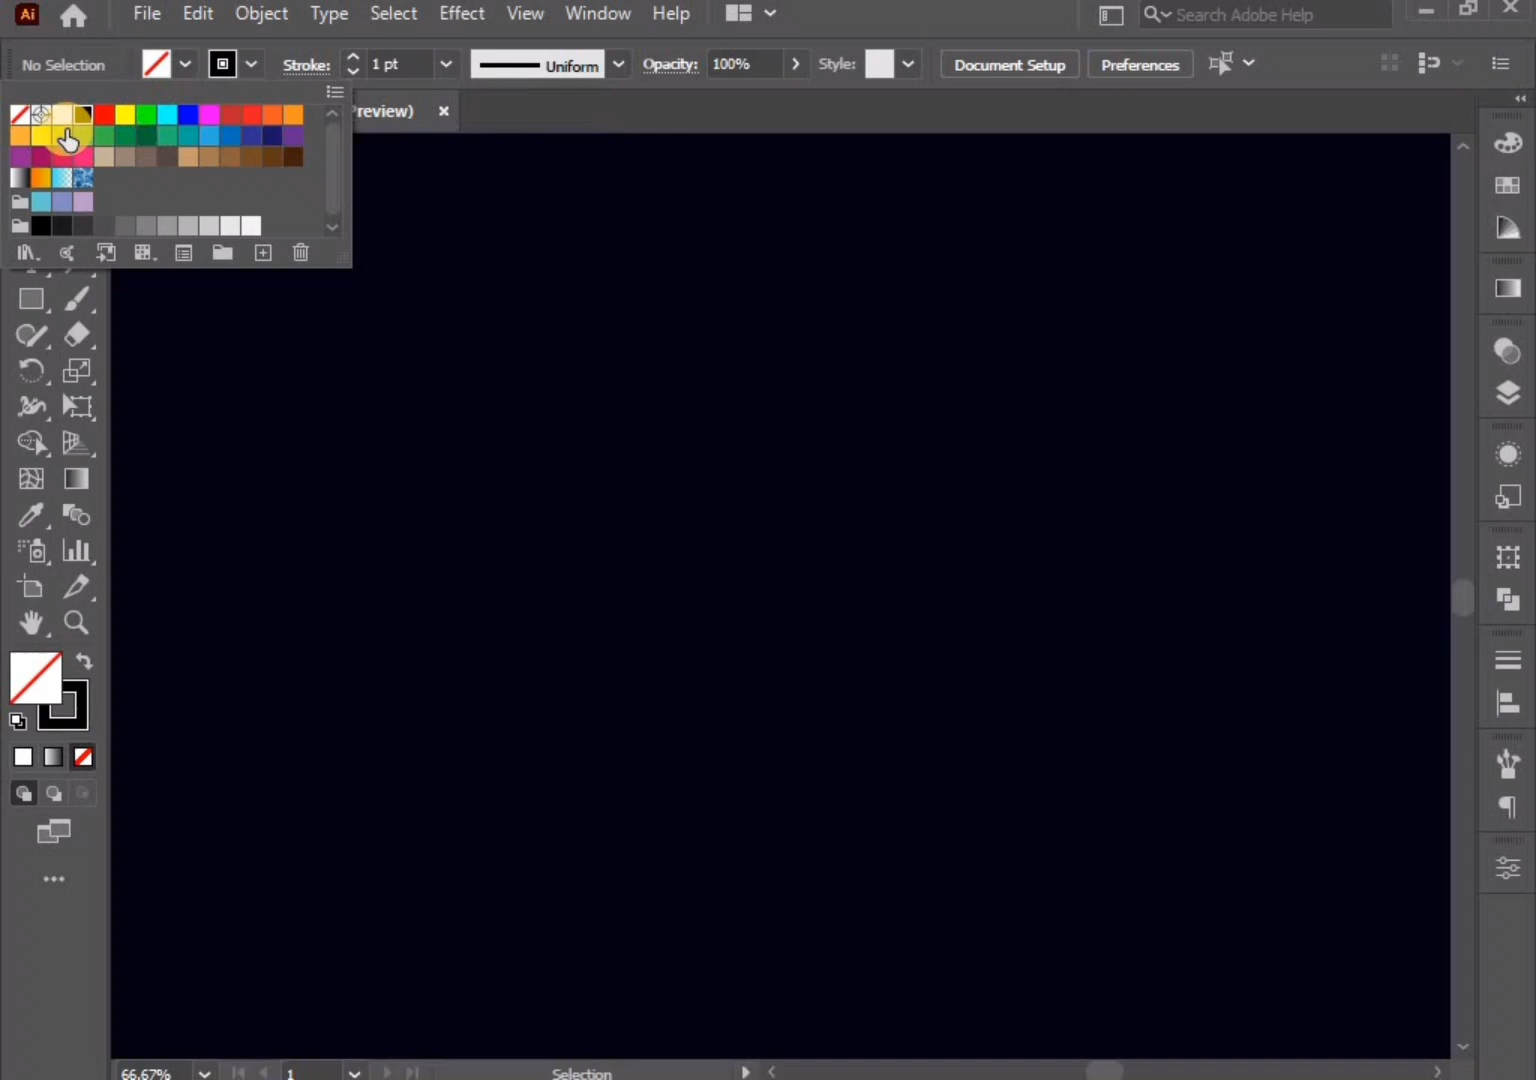 Ai File Edit Object Type Select Effect View Window Help Search Adobe Help
No Selection Stroke: 1 pt Uniform Opacity: 100% Style: Document Setup Preferences
review)
66.67% 1 Selection